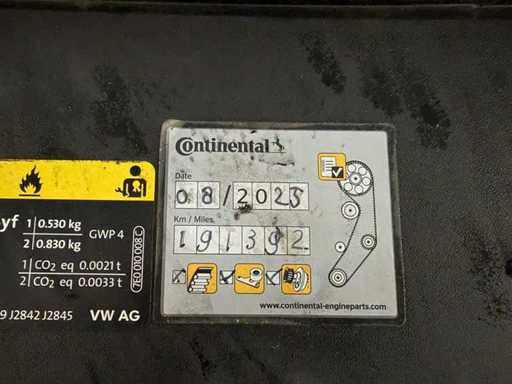 Continental
Date
08/2025
Km / Miles
191392
www.continental-engineparts.com
yf 1 0.530 kg GWP 4
2 0.830 kg
1 CO2 eq 0.0021 t
2 CO2 eq 0.0033 t
7E0 010 008 C
9 J2842 J2845 VW AG